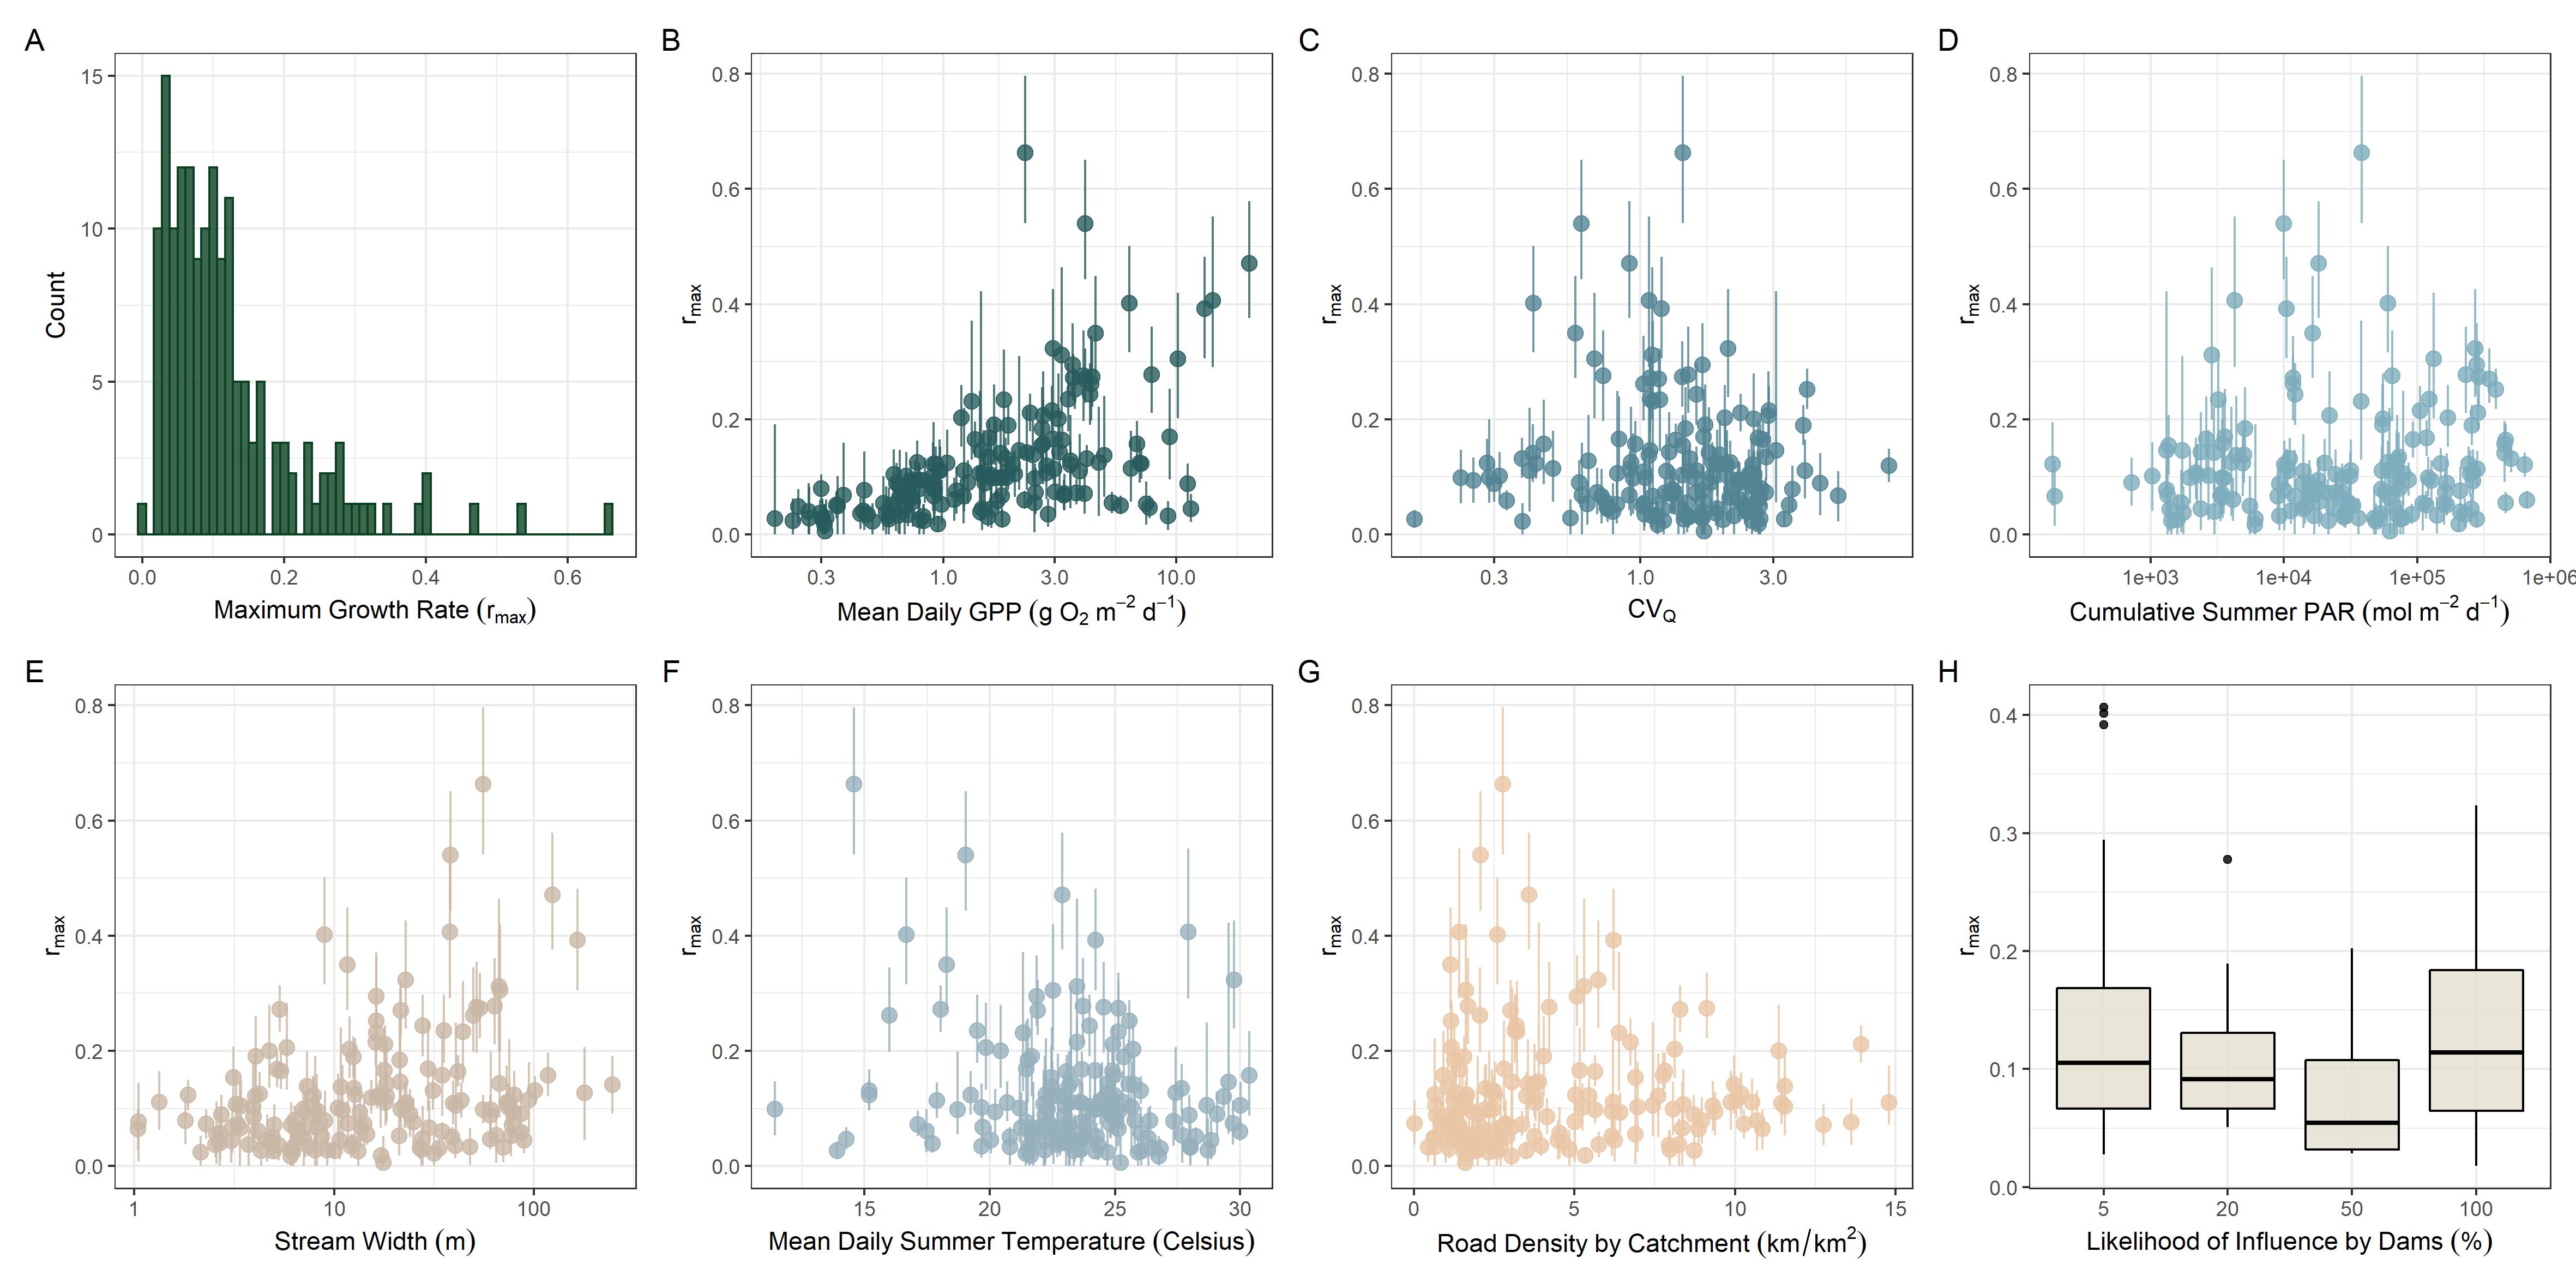 A
15
10
5
0
Count
0.0 0.2 0.4 0.6
Maximum Growth Rate (rmax)
B
0.8
0.6
0.4
0.2
0.0
rmax
0.3 1.0 3.0 10.0
Mean Daily GPP (g O2 m−2 d−1)
C
0.8
0.6
0.4
0.2
0.0
rmax
0.3 1.0 3.0
CVQ
D
0.8
0.6
0.4
0.2
0.0
rmax
1e+03 1e+04 1e+05 1e+06
Cumulative Summer PAR (mol m−2 d−1)
E
0.8
0.6
0.4
0.2
0.0
rmax
1 10 100
Stream Width (m)
F
0.8
0.6
0.4
0.2
0.0
rmax
15 20 25 30
Mean Daily Summer Temperature (Celsius)
G
0.8
0.6
0.4
0.2
0.0
rmax
0 5 10 15
Road Density by Catchment (km/km2)
H
0.4
0.3
0.2
0.1
0.0
rmax
5 20 50 100
Likelihood of Influence by Dams (%)